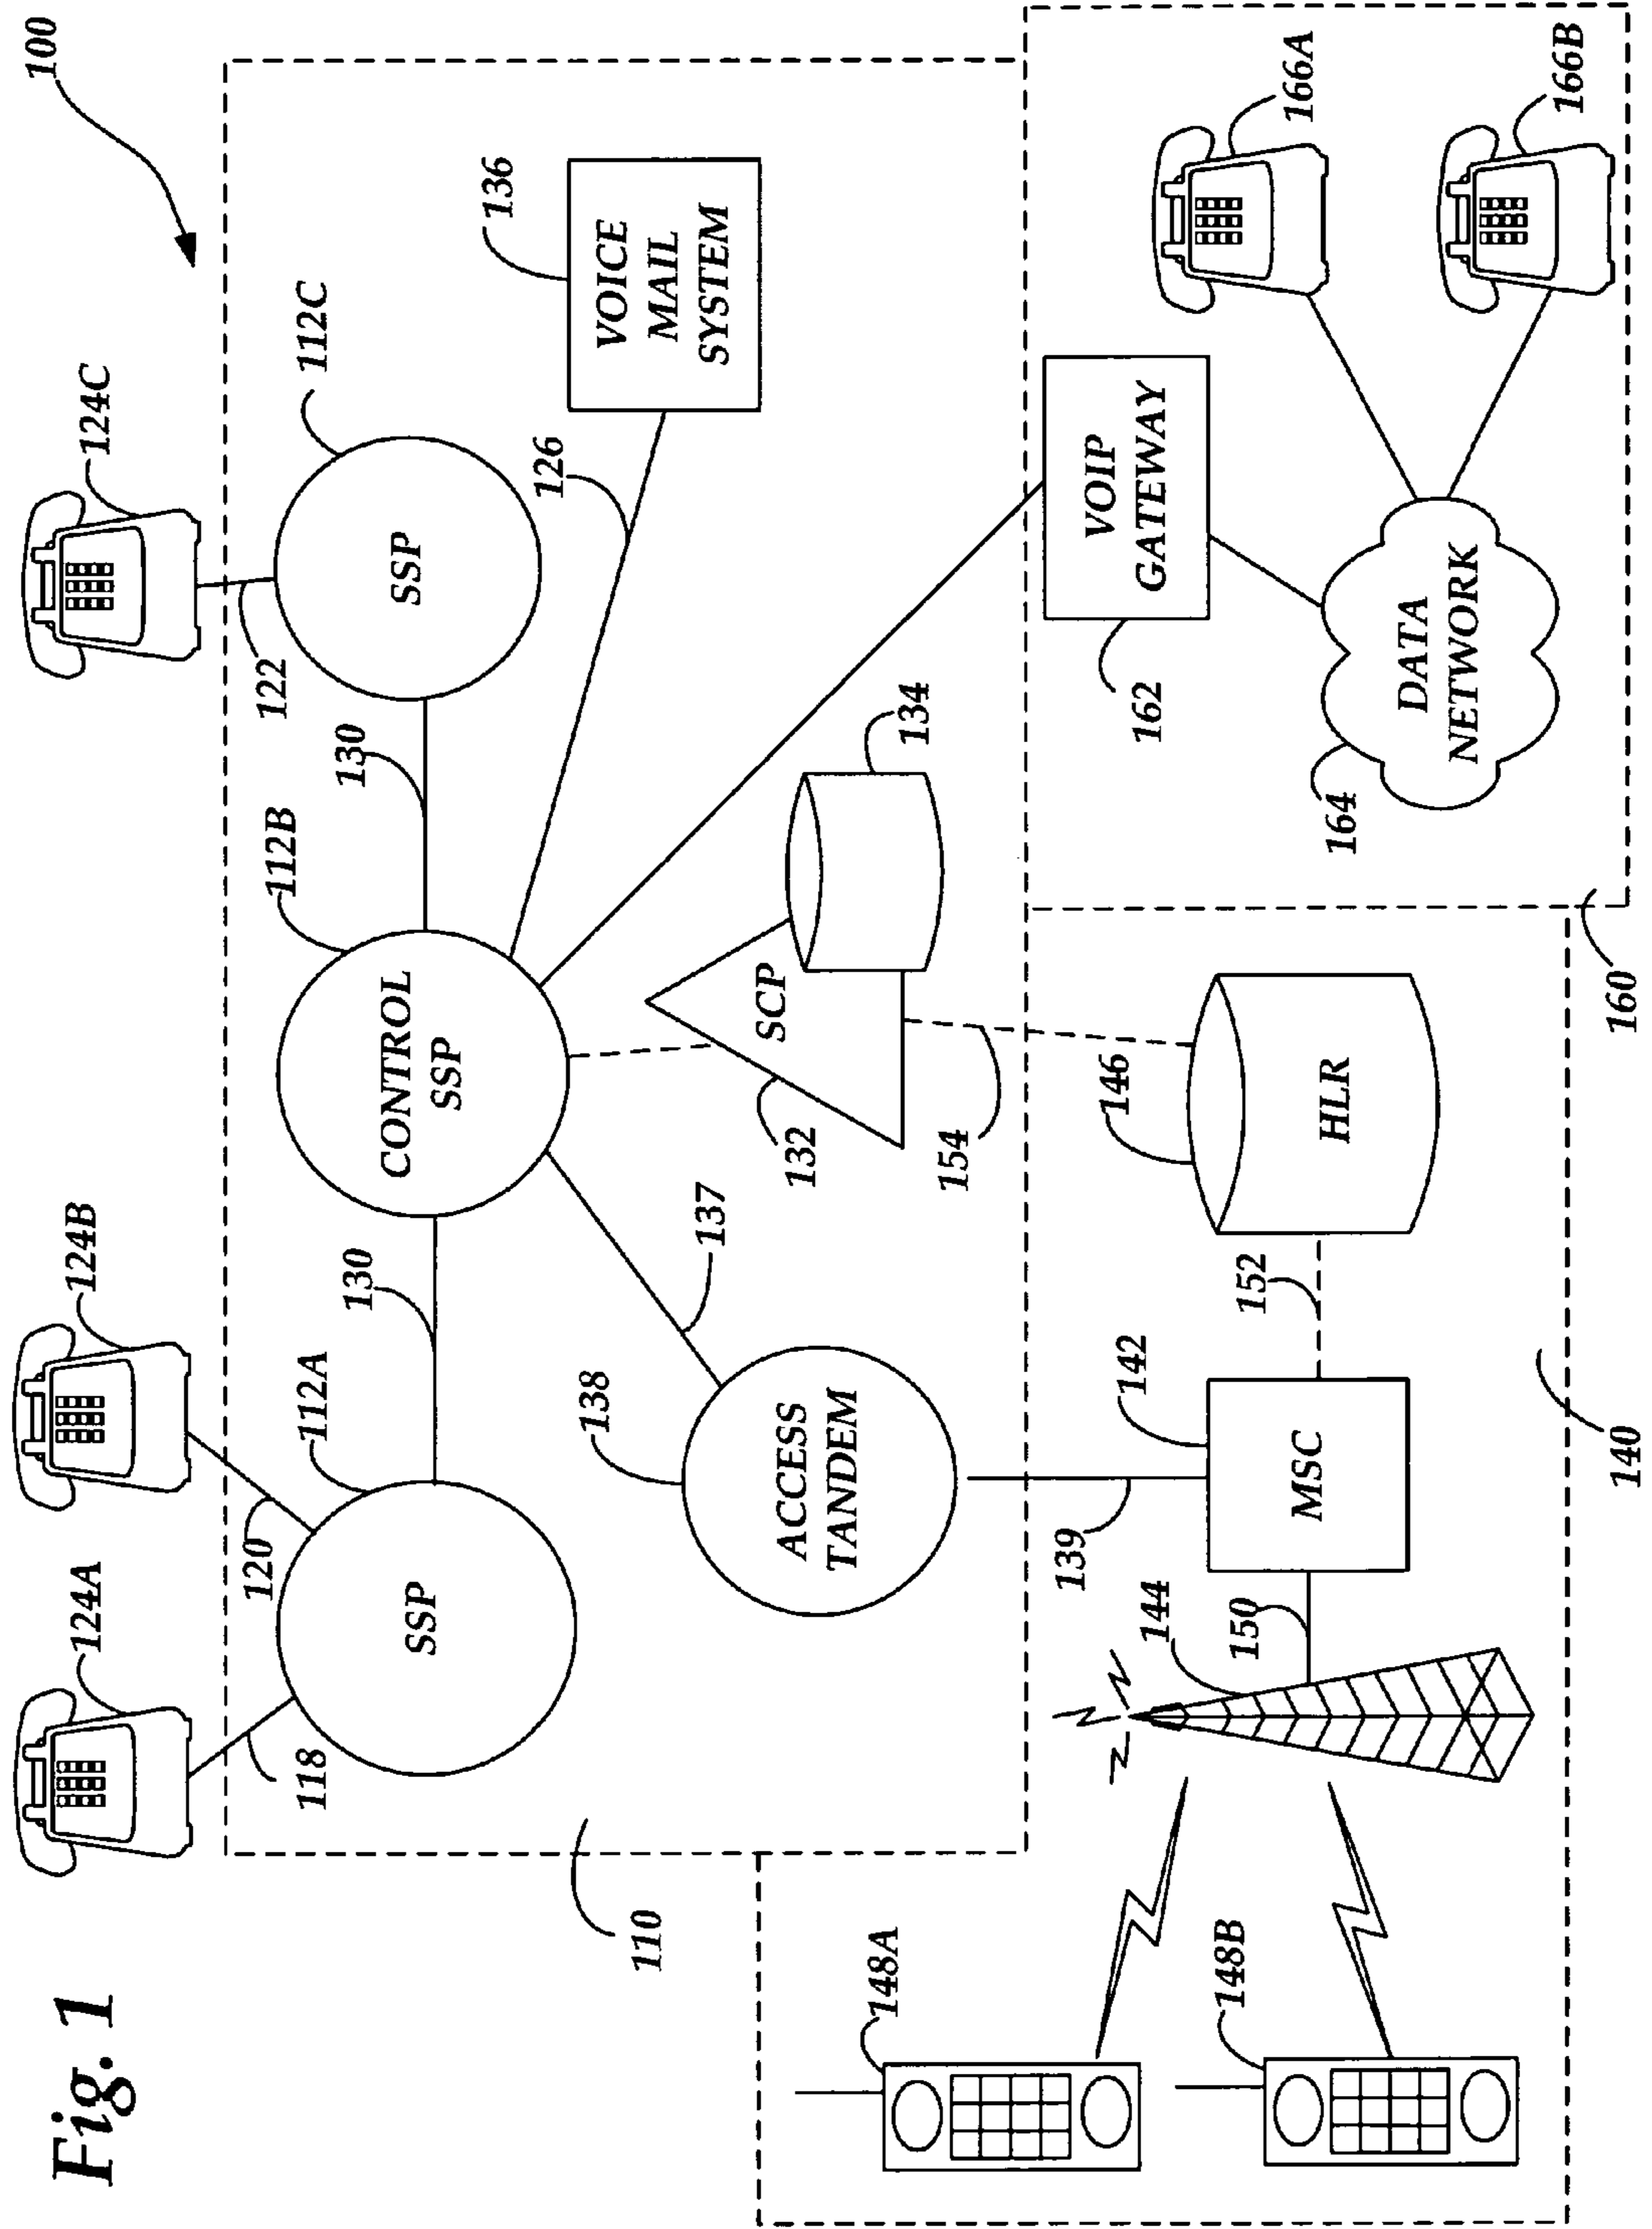 Fig. 1
100
124A
124B
124C
118
120
122
112A
112B
112C
SSP
130
CONTROL
SSP
130
SSP
126
136
VOICE
MAIL
SYSTEM
110
138
ACCESS
TANDEM
137
132
SCP
134
154
139
148A
148B
144
150
142
MSC
152
146
HLR
140
160
162
VOIP
GATEWAY
164
DATA
NETWORK
166A
166B